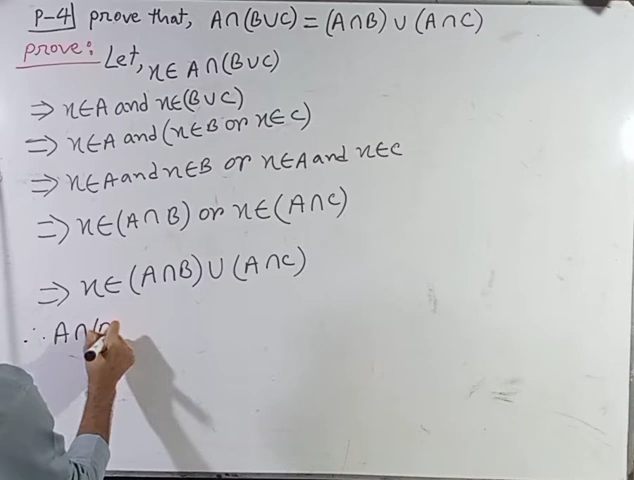 P-4| prove that, A∩(B∪C) = (A∩B) ∪ (A∩C)
prove: Let, x∈ A∩(B∪C)
⇒ x∈A and x∈(B∪C)
⇒ x∈A and (x∈B or x∈C)
⇒ x∈A and x∈B or x∈A and x∈C
⇒ x∈(A∩B) or x∈(A∩C)
⇒ x∈(A∩B)∪(A∩C)
∴ A∩(